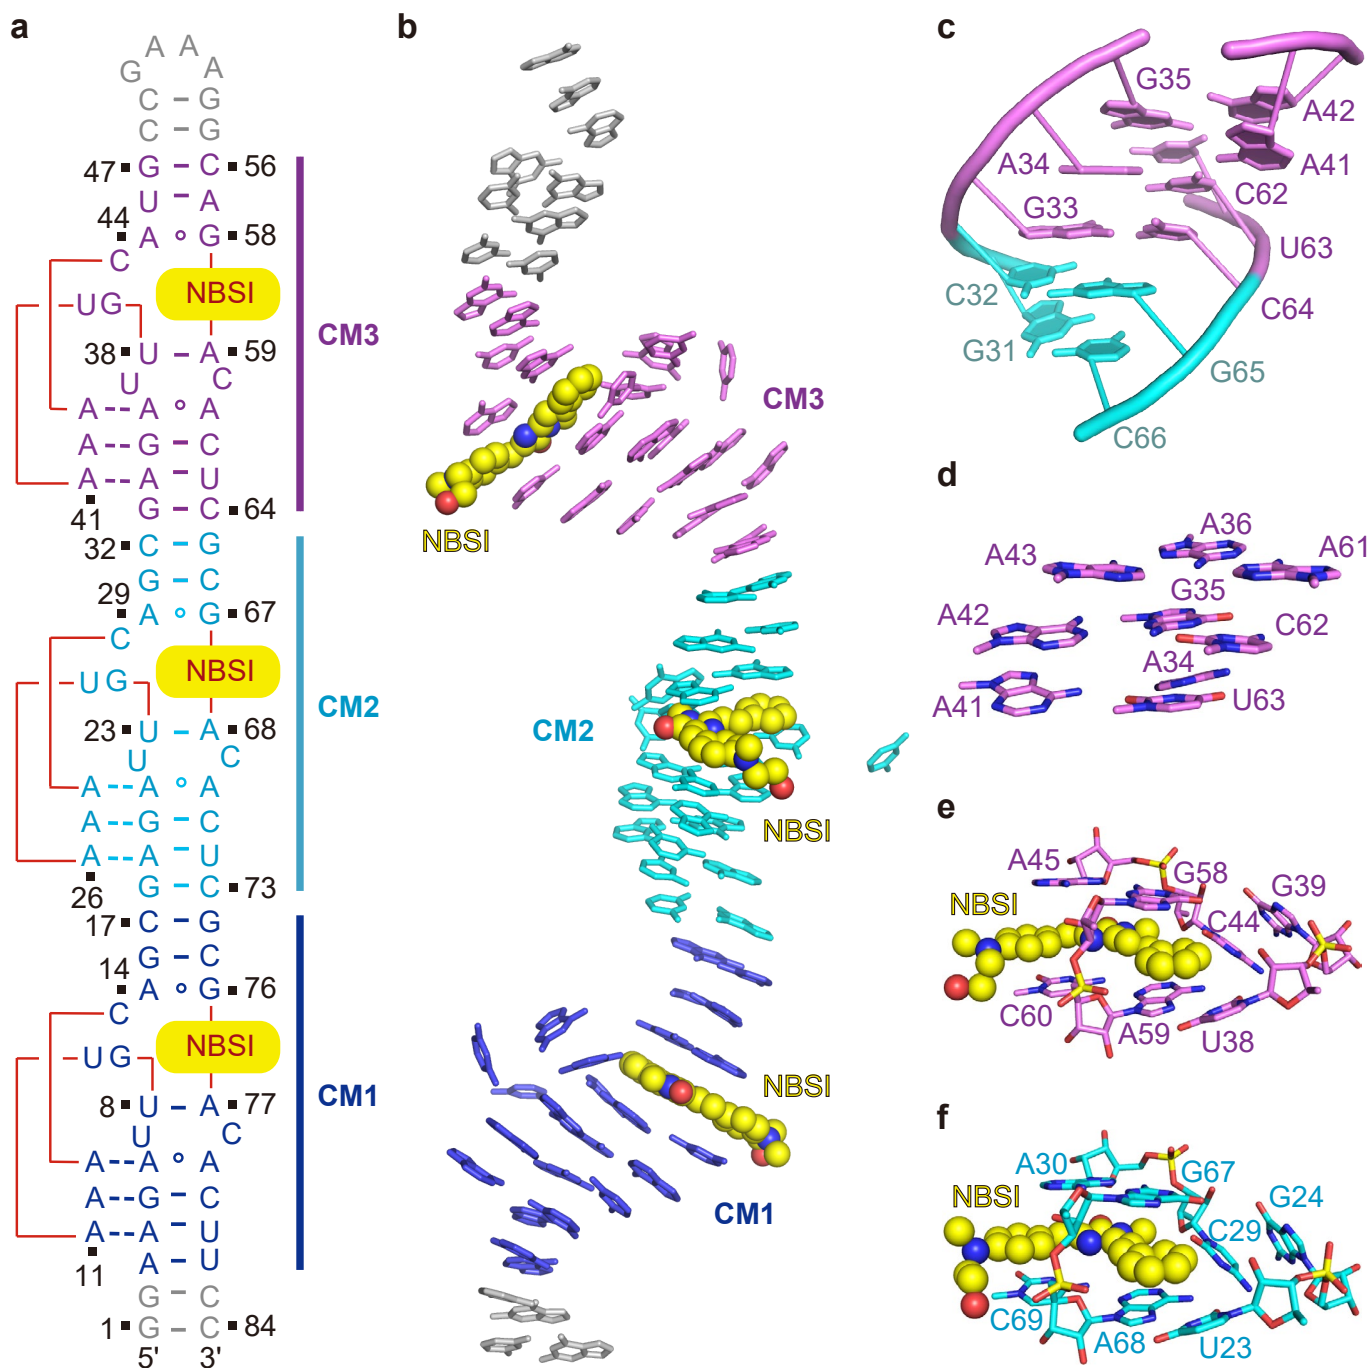 a
A A
G A
C – G
C – G
47 G – C 56
U – A
44 A G 58
C
NBSI
UG
38 U – A 59
CM3
U C
A -- A A
A -- G – C
A -- A – U
41 G – C 64
32 C – G
G – C
29 A G 67
C
NBSI
UG
CM2
23 U – A 68
U C
A -- A A
A -- G – C
A -- A – U
26 G – C 73
17 C – G
G – C
14 A G 76
C
NBSI
UG
8 U – A 77
CM1
U C
A -- A A
A -- G – C
A -- A – U
11 A – U
G – C
1 G – C 84
5' 3'
b
CM3
NBSI
CM2
NBSI
NBSI
CM1
c
G35
A42
A34
A41
C62
G33
U63
C32
C64
G31
G65
C66
d
A36
A43
A61
G35
A42
C62
A34
A41
U63
e
A45
G58
G39
NBSI
C44
C60
A59
U38
f
A30
G67
NBSI
G24
C29
C69
A68
U23